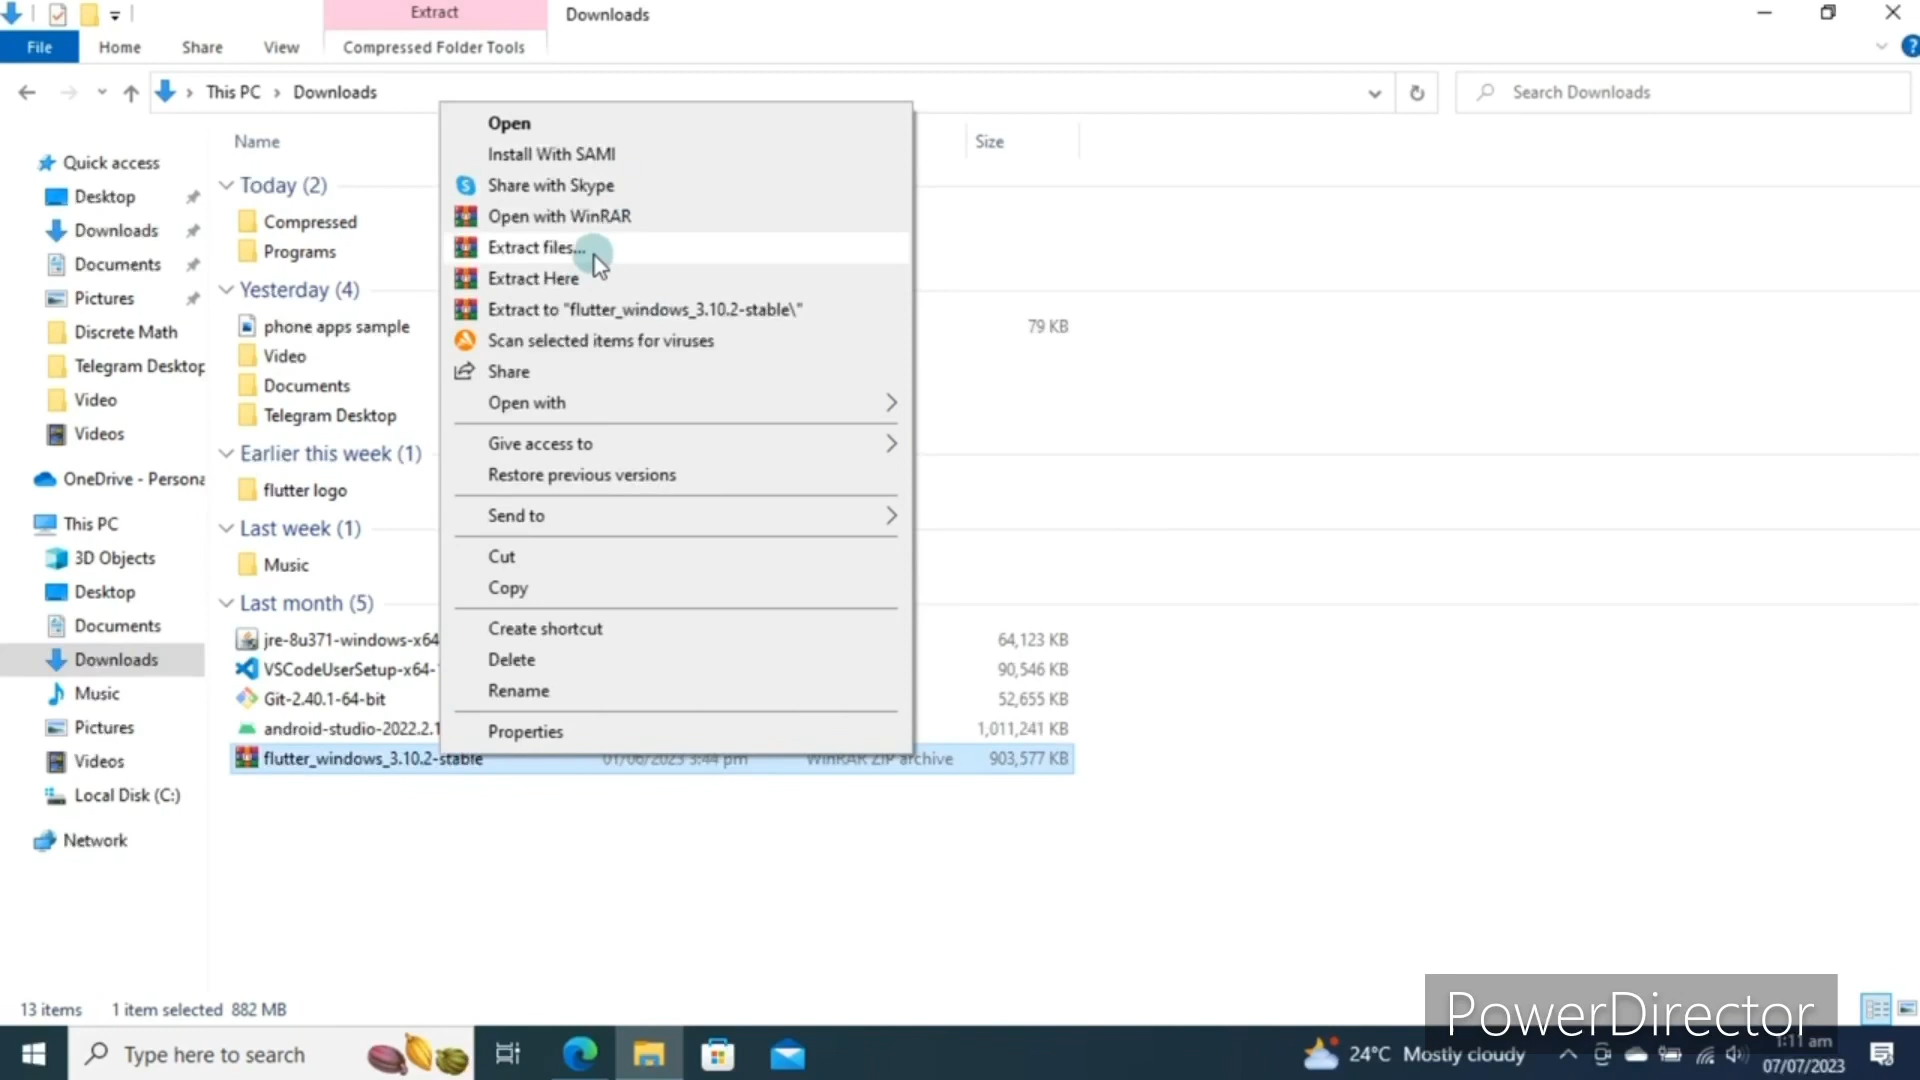 Extract
Downloads
File
Home
Share
View
Compressed Folder Tools
This PC
Downloads
Search Downloads
Name
Size
Quick access
Desktop
Downloads
Documents
Pictures
Discrete Math
Telegram Desktop
Video
Videos
OneDrive - Persona
This PC
3D Objects
Desktop
Documents
Downloads
Music
Pictures
Videos
Local Disk (C:)
Network
Today (2)
Compressed
Programs
Yesterday (4)
phone apps sample
79 KB
Video
Documents
Telegram Desktop
Earlier this week (1)
flutter logo
Last week (1)
Music
Last month (5)
jre-8u371-windows-x64
64,123 KB
VSCodeUserSetup-x64-
90,546 KB
Git-2.40.1-64-bit
52,655 KB
android-studio-2022.2.1
1,011,241 KB
flutter_windows_3.10.2-stable
01/06/2023 3:44 pm
WinRAR ZIP archive
903,577 KB
Open
Install With SAMI
Share with Skype
Open with WinRAR
Extract files...
Extract Here
Extract to "flutter_windows_3.10.2-stable\"
Scan selected items for viruses
Share
Open with
Give access to
Restore previous versions
Send to
Cut
Copy
Create shortcut
Delete
Rename
Properties
13 items
1 item selected 882 MB
PowerDirector
Type here to search
24°C Mostly cloudy
1:11 am
07/07/2023